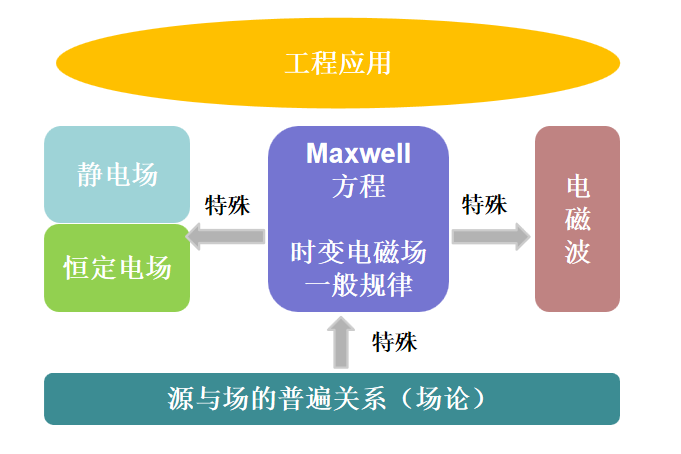 工程应用
静电场
恒定电场
特殊
Maxwell
方程
时变电磁场
一般规律
特殊
电
磁
波
特殊
源与场的普遍关系（场论）